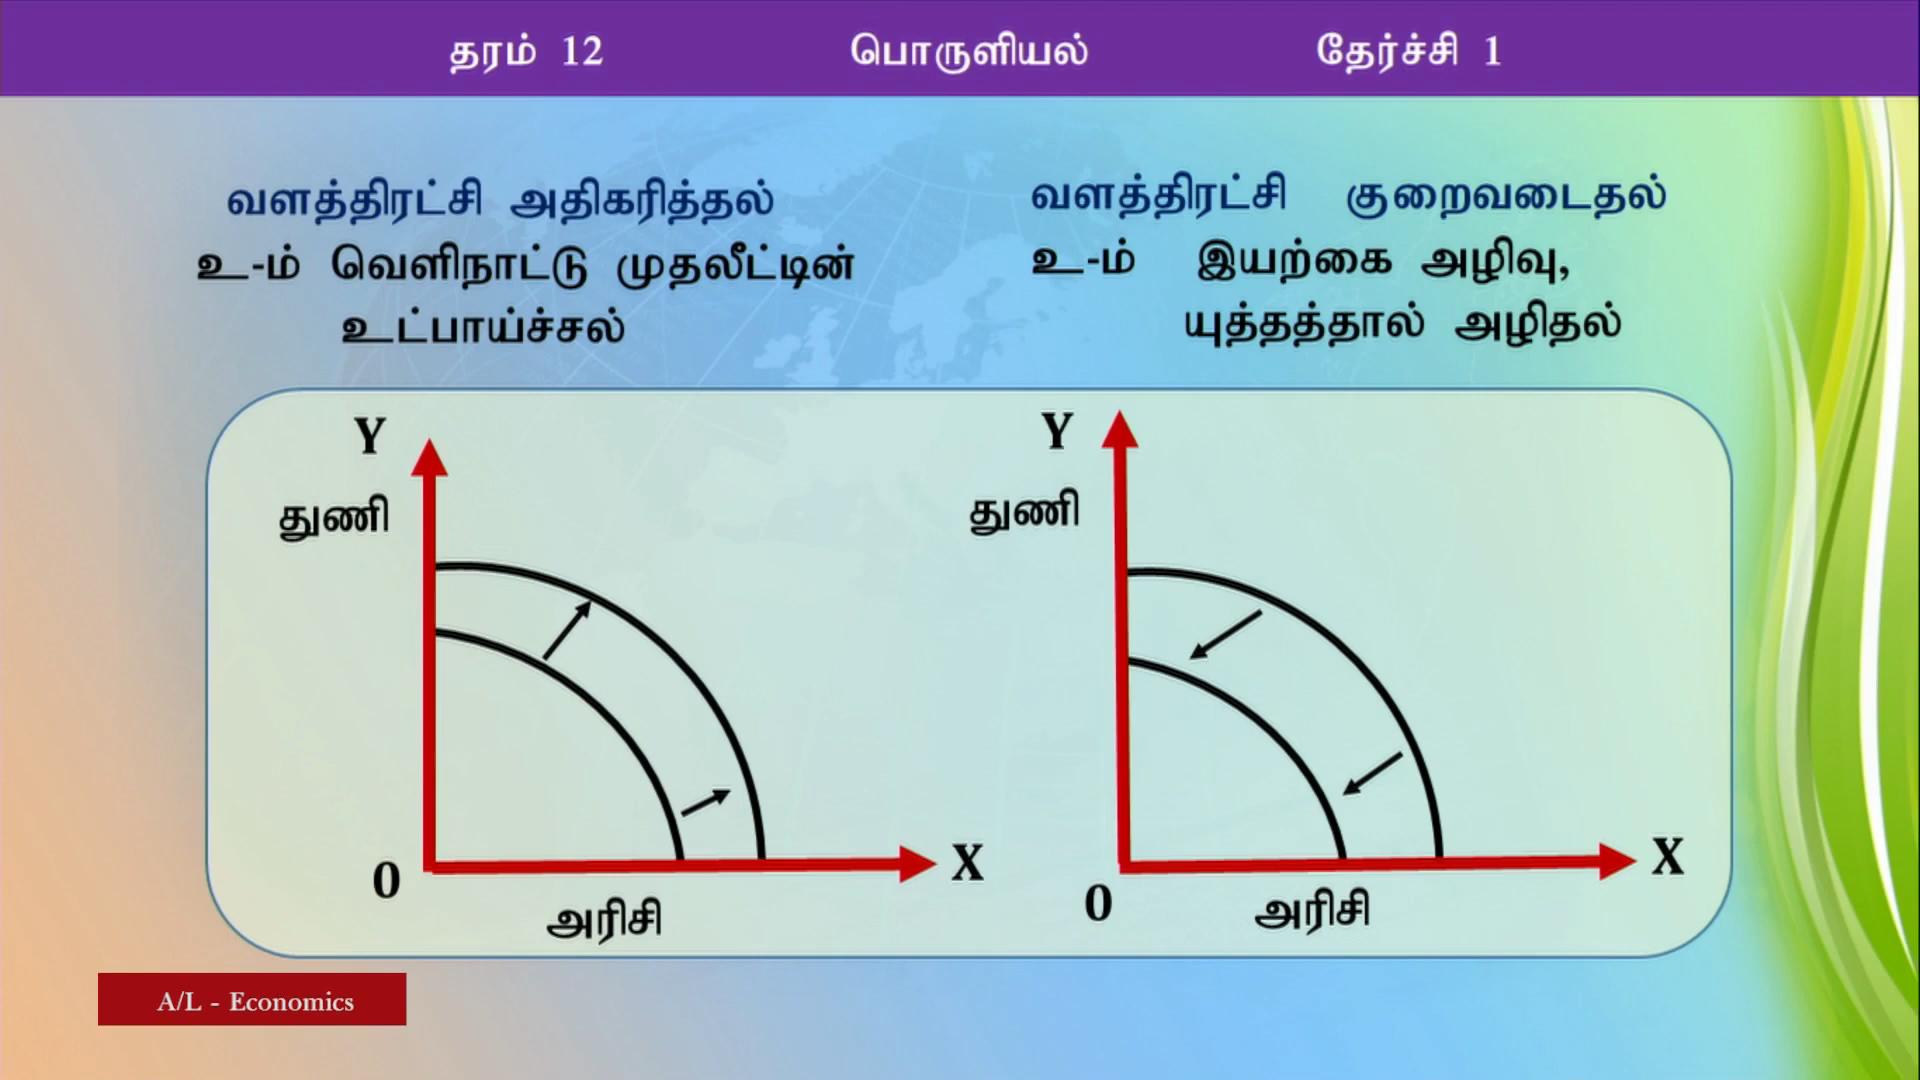 தரம் 12 பொருளியல் தேர்ச்சி 1
வளத்திரட்சி அதிகரித்தல்
உ-ம் வெளிநாட்டு முதலீட்டின்
உட்பாய்ச்சல்
வளத்திரட்சி குறைவடைதல்
உ-ம் இயற்கை அழிவு,
யுத்தத்தால் அழிதல்
Y
துணி
0
X
அரிசி
Y
துணி
0
X
அரிசி
A/L - Economics